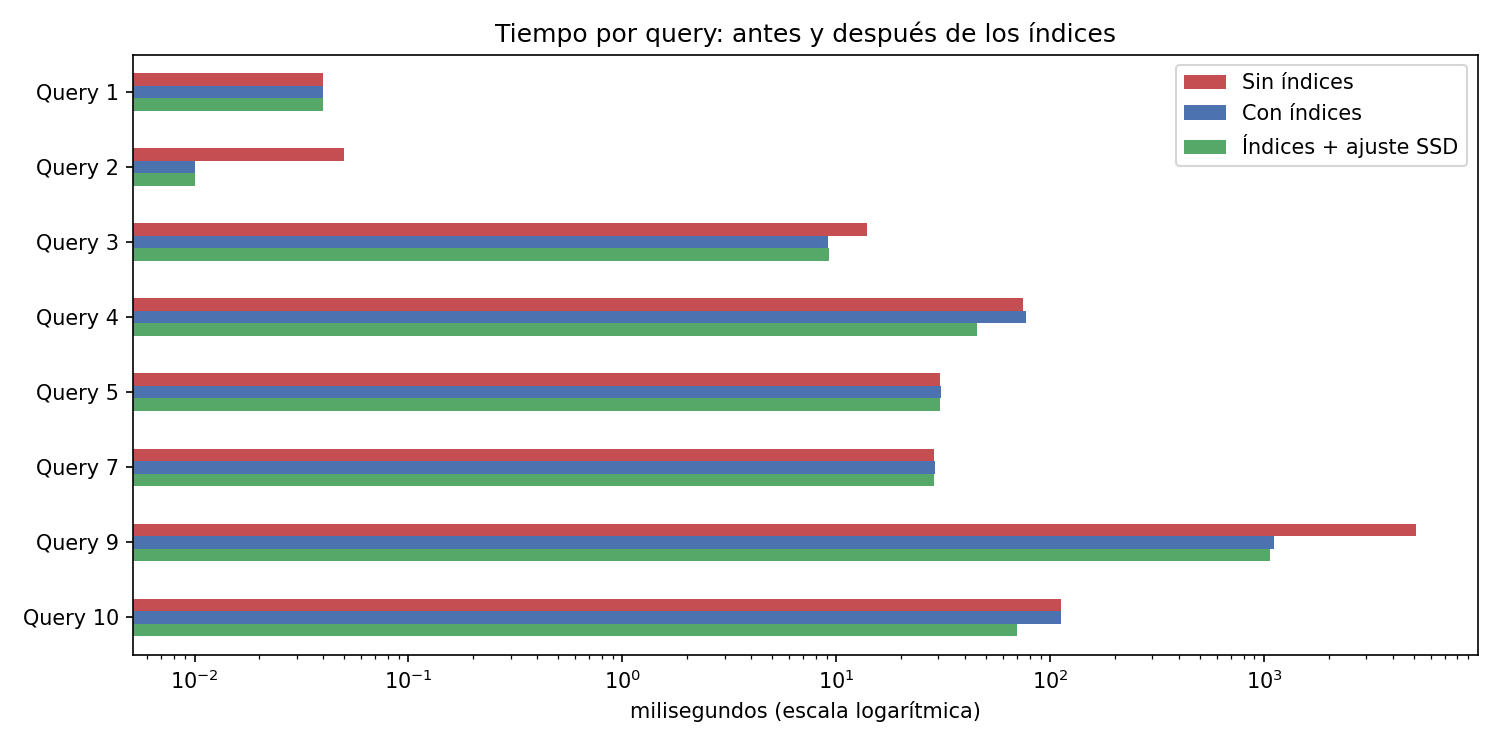 Tiempo por query: antes y después de los índices
Sin índices
Con índices
Índices + ajuste SSD
Query 1
Query 2
Query 3
Query 4
Query 5
Query 7
Query 9
Query 10
10⁻² 10⁻¹ 10⁰ 10¹ 10² 10³
milisegundos (escala logarítmica)